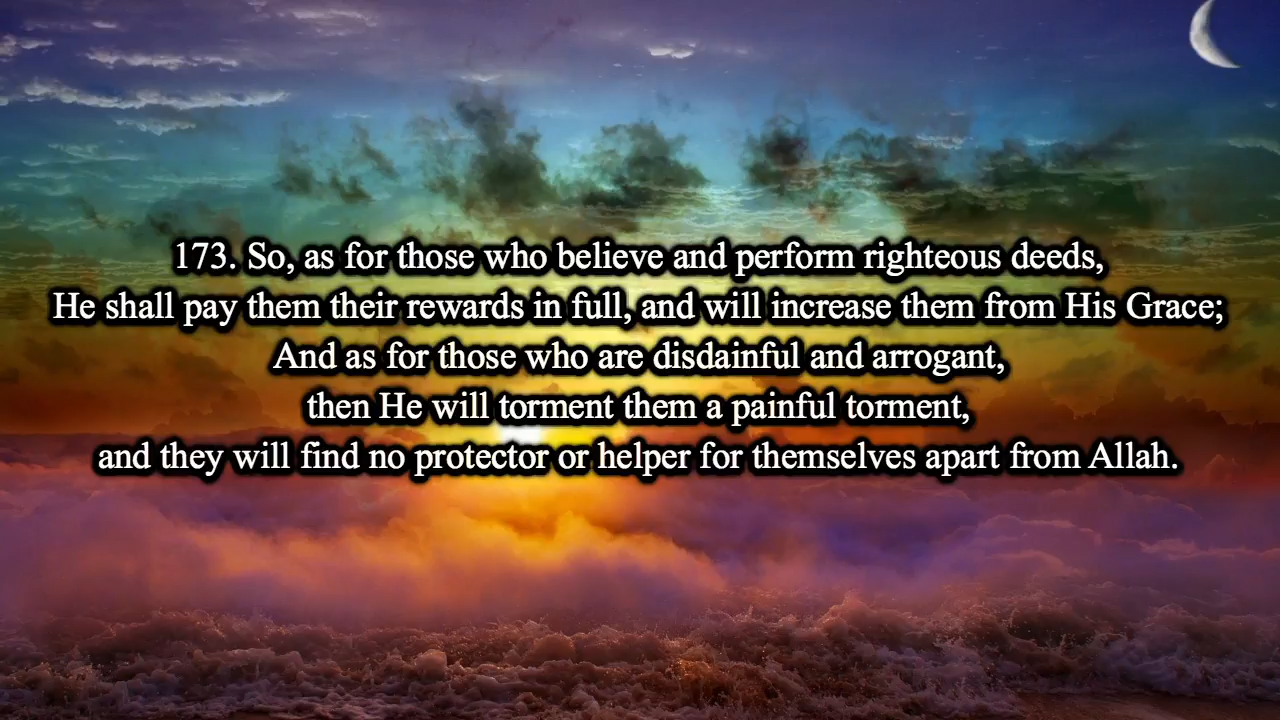 173. So, as for those who believe and perform righteous deeds,
He shall pay them their rewards in full, and will increase them from His Grace;
And as for those who are disdainful and arrogant,
then He will torment them a painful torment,
and they will find no protector or helper for themselves apart from Allah.